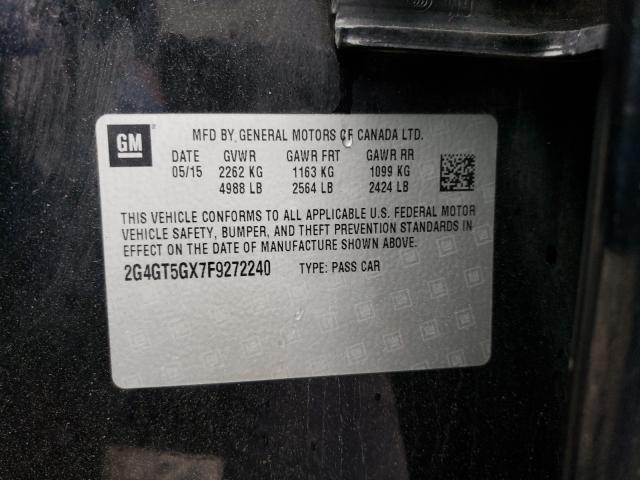 GM
MFD BY GENERAL MOTORS OF CANADA LTD.
DATE GVWR GAWR FRT GAWR RR
05/15 2262 KG 1163 KG 1099 KG
4988 LB 2564 LB 2424 LB
THIS VEHICLE CONFORMS TO ALL APPLICABLE U.S. FEDERAL MOTOR
VEHICLE SAFETY, BUMPER, AND THEFT PREVENTION STANDARDS IN
EFFECT ON THE DATE OF MANUFACTURE SHOWN ABOVE.
2G4GT5GX7F9272240 TYPE: PASS CAR